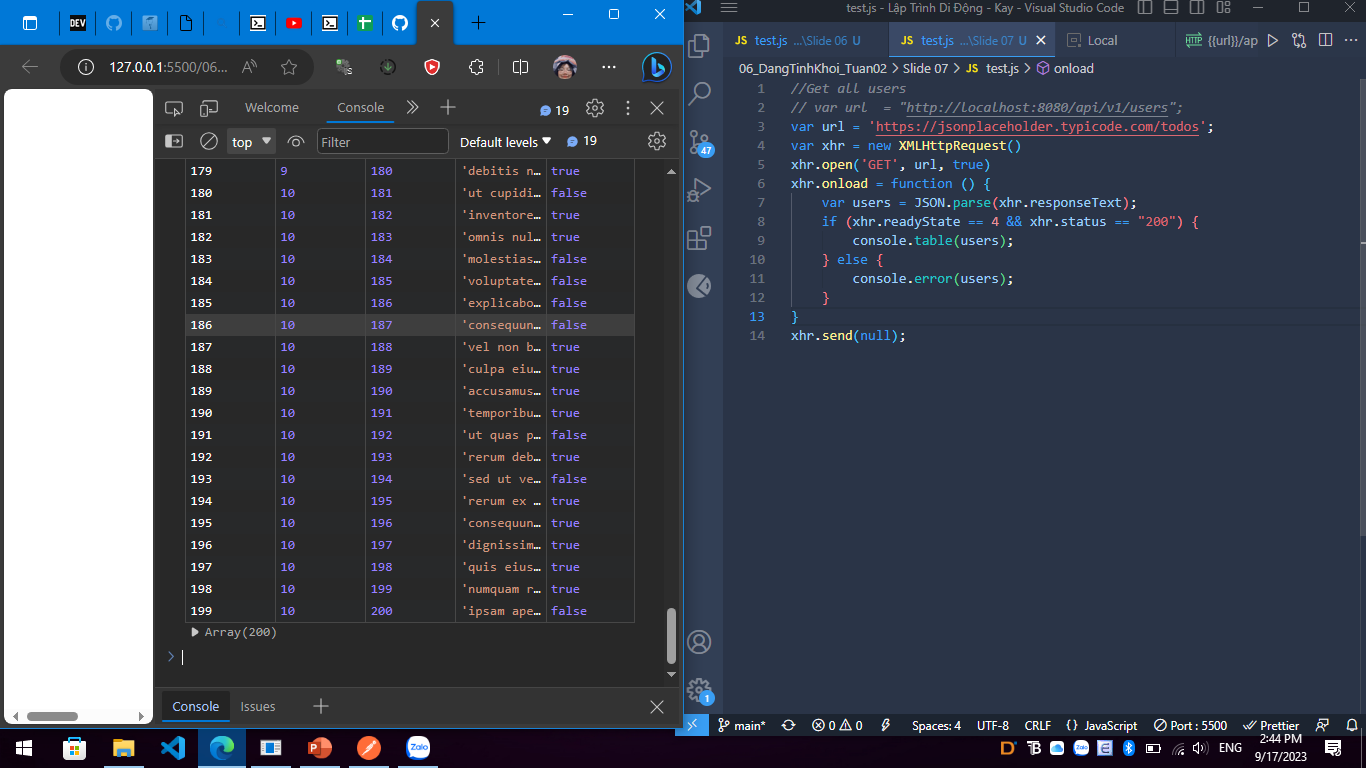 DEV
127.0.0.1:5500/06...
Welcome
Console
19
top
Filter
Default levels
19
179 9 180 'debitis n... true
180 10 181 'ut cupidi... false
181 10 182 'inventore... true
182 10 183 'omnis nul... true
183 10 184 'molestias... false
184 10 185 'voluptate... false
185 10 186 'explicabo... false
186 10 187 'consequun... false
187 10 188 'vel non b... true
188 10 189 'culpa eiu... true
189 10 190 'accusamus... true
190 10 191 'temporibu... true
191 10 192 'ut quas p... false
192 10 193 'rerum deb... true
193 10 194 'sed ut ve... false
194 10 195 'rerum ex ... true
195 10 196 'consequun... true
196 10 197 'dignissim... true
197 10 198 'quis eius... true
198 10 199 'numquam r... true
199 10 200 'ipsam ape... false
Array(200)
Console Issues
test.js - Lập Trình Di Động - Kay - Visual Studio Code
JS test.js ...\Slide 06 U
JS test.js ...\Slide 07 U
Local
HTTP {{url}}/ap
06_DangTinhKhoi_Tuan02 > Slide 07 > JS test.js > onload
1 //Get all users
2 // var url  = "http://localhost:8080/api/v1/users";
3 var url = 'https://jsonplaceholder.typicode.com/todos';
4 var xhr = new XMLHttpRequest()
5 xhr.open('GET', url, true)
6 xhr.onload = function () {
7     var users = JSON.parse(xhr.responseText);
8     if (xhr.readyState == 4 && xhr.status == "200") {
9         console.table(users);
10     } else {
11         console.error(users);
12     }
13 }
14 xhr.send(null);
47
1
main* 0 0 Spaces: 4 UTF-8 CRLF {} JavaScript Port : 5500 Prettier
Zalo
ENG
2:44 PM
9/17/2023